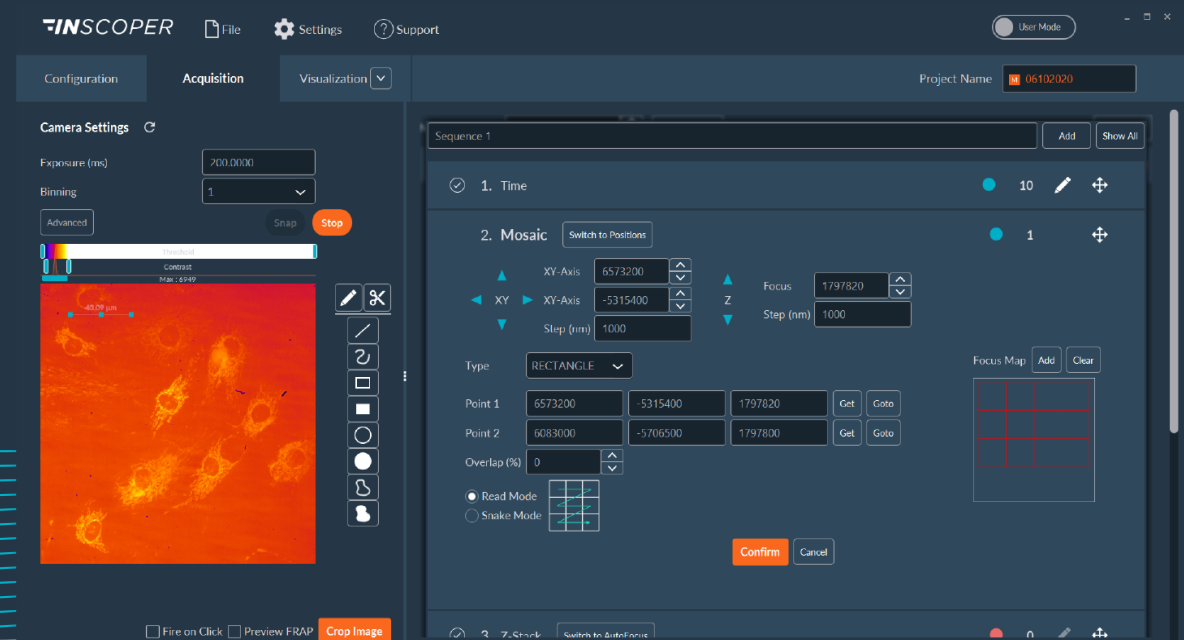 INSCOPER File Settings ? Support User Mode
Configuration Acquisition Visualization Project Name M 06102020
Camera Settings
Exposure (ms) 200.0000
Binning 1
Advanced Snap Stop
Threshold
Contrast
Max : 6949
43.09 µm
Fire on Click Preview FRAP Crop Image
Sequence 1 Add Show All
1. Time 10
2. Mosaic Switch to Positions 1
XY-Axis 6573200
XY XY-Axis -5315400
Step (nm) 1000
Z Focus 1797820
Step (nm) 1000
Type RECTANGLE
Focus Map Add Clear
Point 1 6573200 -5315400 1797820 Get Goto
Point 2 6083000 -5706500 1797800 Get Goto
Overlap (%) 0
Read Mode
Snake Mode
Confirm Cancel
3. Z-Stack Switch to AutoFocus 0